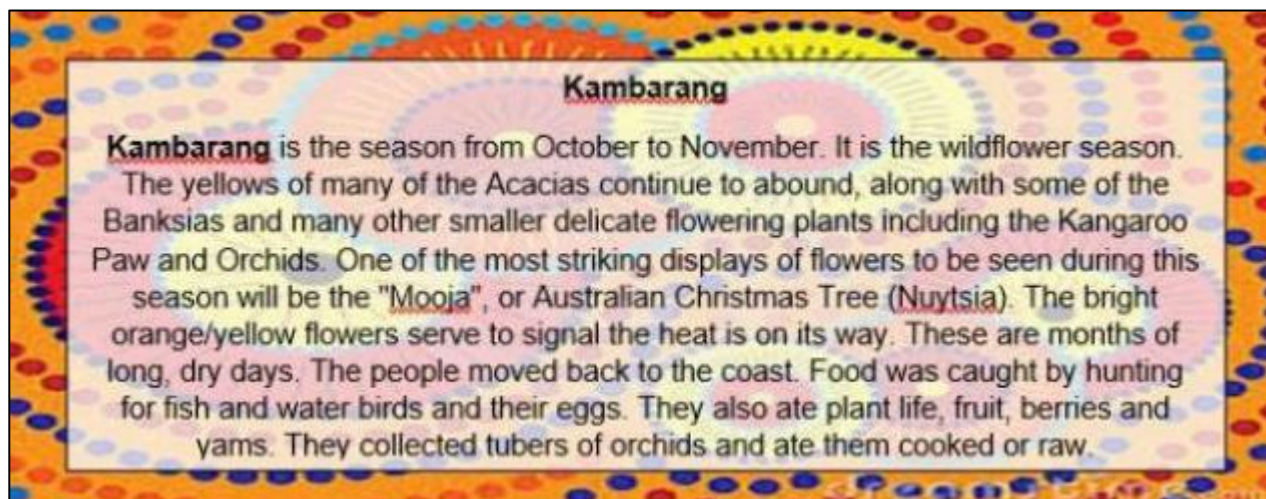 Kambarang
Kambarang is the season from October to November. It is the wildflower season.
The yellows of many of the Acacias continue to abound, along with some of the
Banksias and many other smaller delicate flowering plants including the Kangaroo
Paw and Orchids. One of the most striking displays of flowers to be seen during this
season will be the "Mooja", or Australian Christmas Tree (Nuytsia). The bright
orange/yellow flowers serve to signal the heat is on its way. These are months of
long, dry days. The people moved back to the coast. Food was caught by hunting
for fish and water birds and their eggs. They also ate plant life, fruit, berries and
yams. They collected tubers of orchids and ate them cooked or raw.